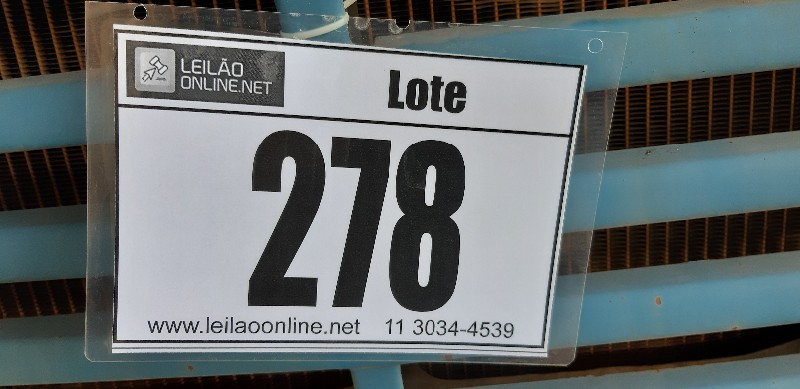 LEILÃO
ONLINE.NET
Lote
278
www.leilaoonline.net 11 3034-4539